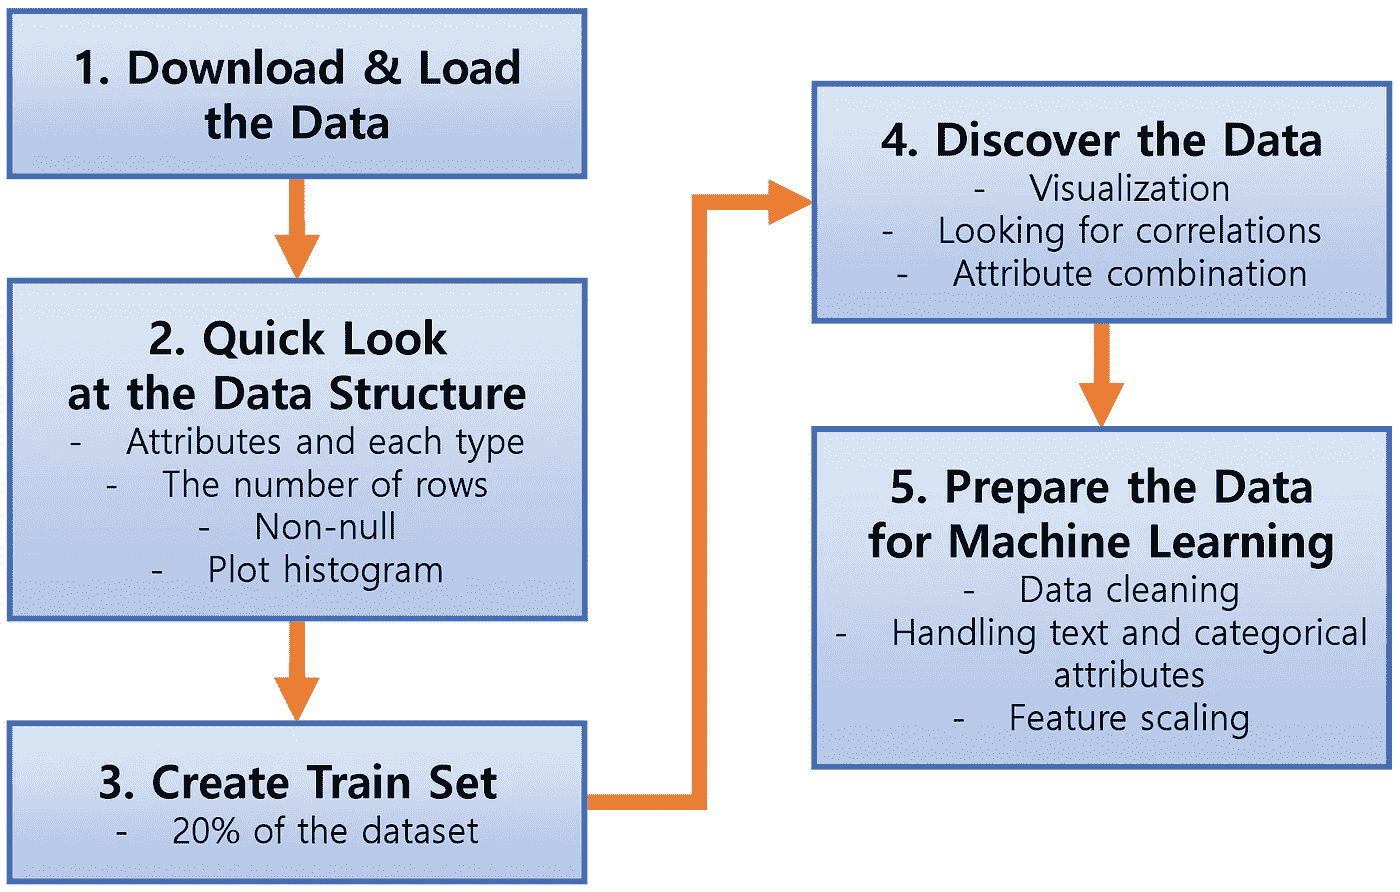 1. Download & Load
the Data
2. Quick Look
at the Data Structure
- Attributes and each type
- The number of rows
- Non-null
- Plot histogram
3. Create Train Set
- 20% of the dataset
4. Discover the Data
- Visualization
- Looking for correlations
- Attribute combination
5. Prepare the Data
for Machine Learning
- Data cleaning
- Handling text and categorical
attributes
- Feature scaling